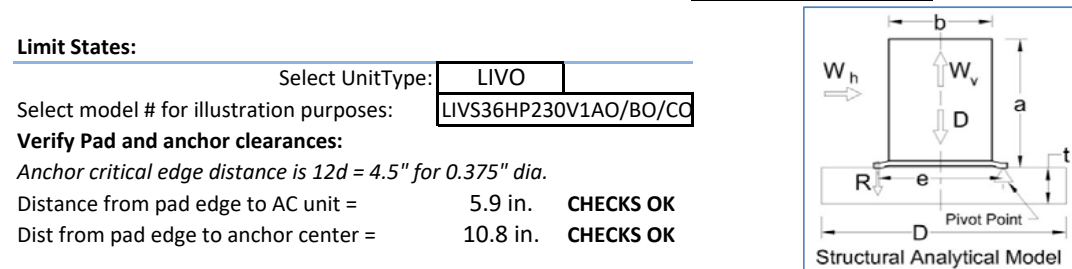 Limit States:
Select UnitType: LIVO
Select model # for illustration purposes: LIVS36HP230V1AO/BO/CO
Verify Pad and anchor clearances:
Anchor critical edge distance is 12d = 4.5" for 0.375" dia.
Distance from pad edge to AC unit = 5.9 in. CHECKS OK
Dist from pad edge to anchor center = 10.8 in. CHECKS OK
b
W h
W v
a
D
t
R
e
Pivot Point
D
Structural Analytical Model